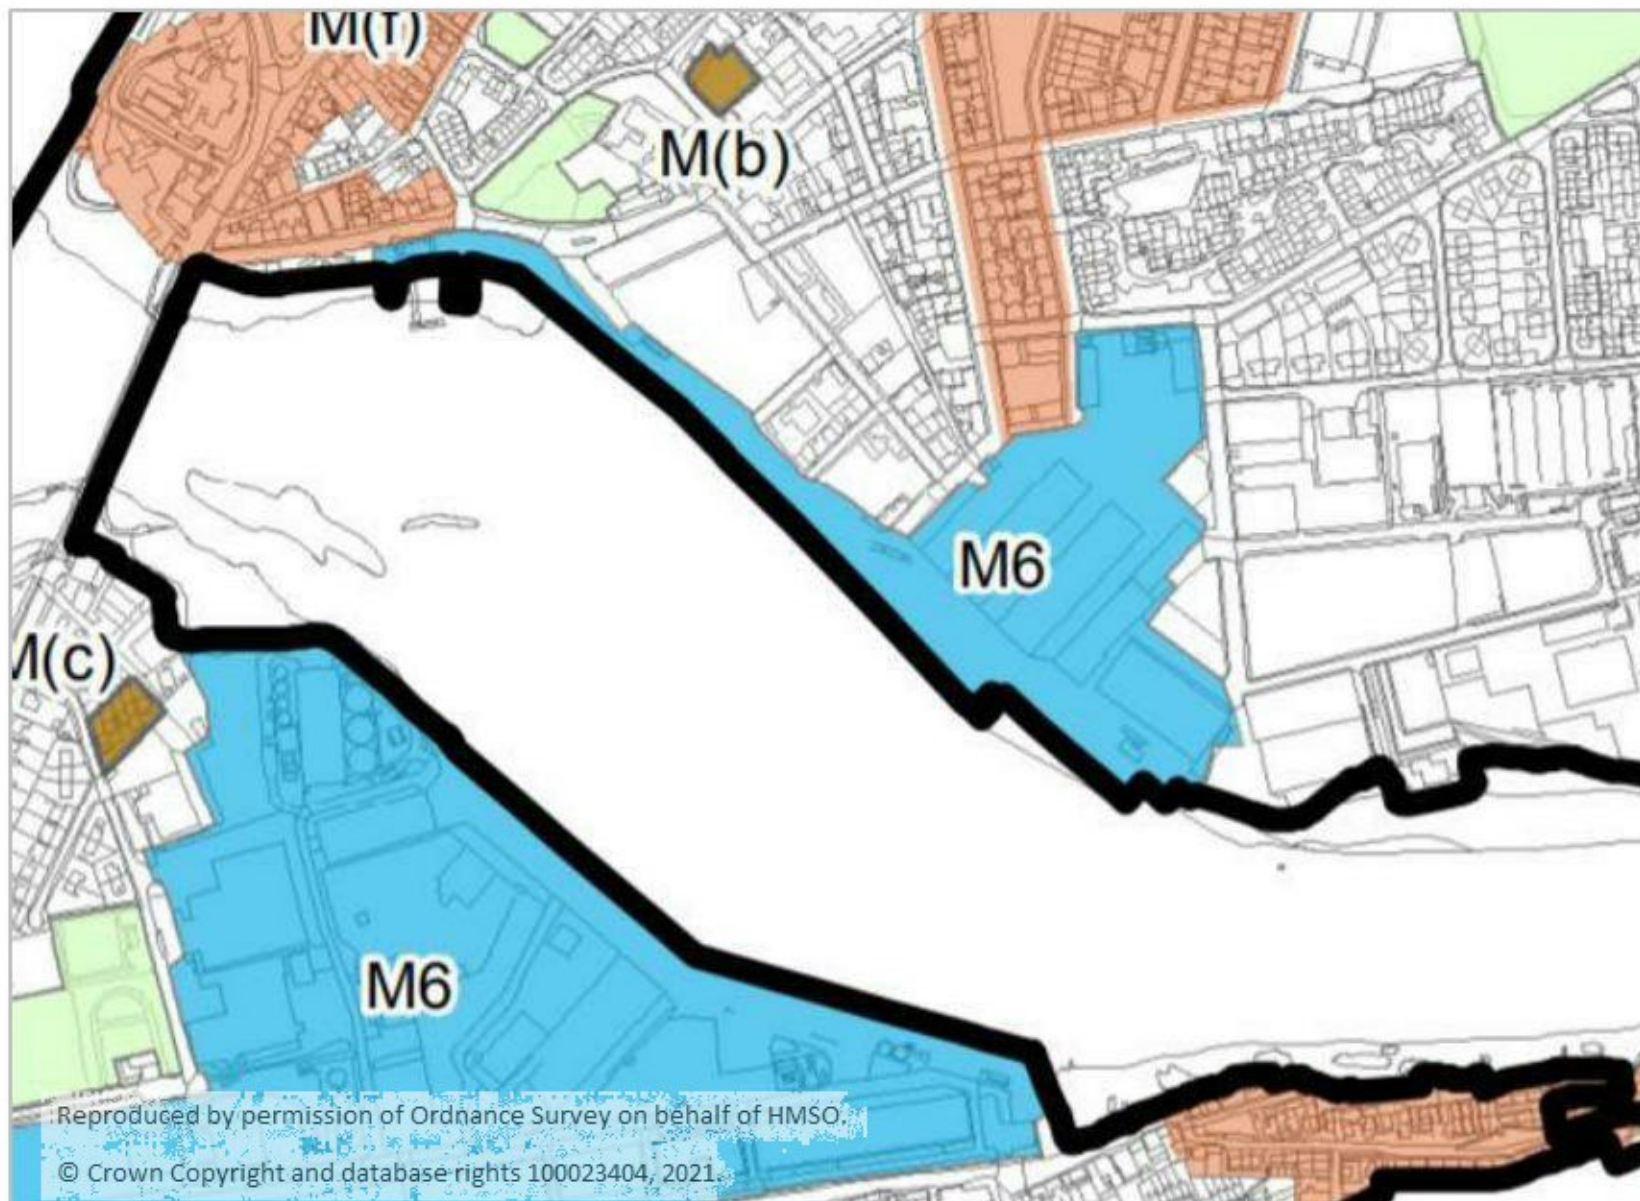 M(f)
M(b)
M6
M(c)
M6
Reproduced by permission of Ordnance Survey on behalf of HMSO.
© Crown Copyright and database rights 100023404, 2021.